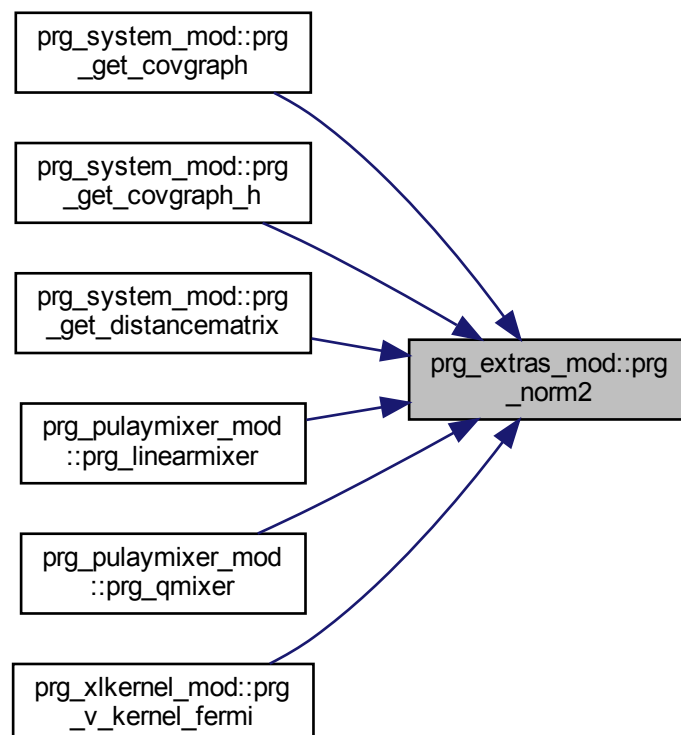 prg_system_mod::prg
_get_covgraph
prg_system_mod::prg
_get_covgraph_h
prg_system_mod::prg
_get_distancematrix
prg_extras_mod::prg
_norm2
prg_pulaymixer_mod
::prg_linearmixer
prg_pulaymixer_mod
::prg_qmixer
prg_xlkernel_mod::prg
_v_kernel_fermi